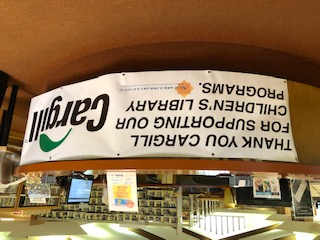 THANK YOU CARGILL
FOR SUPPORTING OUR
CHILDREN'S LIBRARY
PROGRAMS.
Cargill